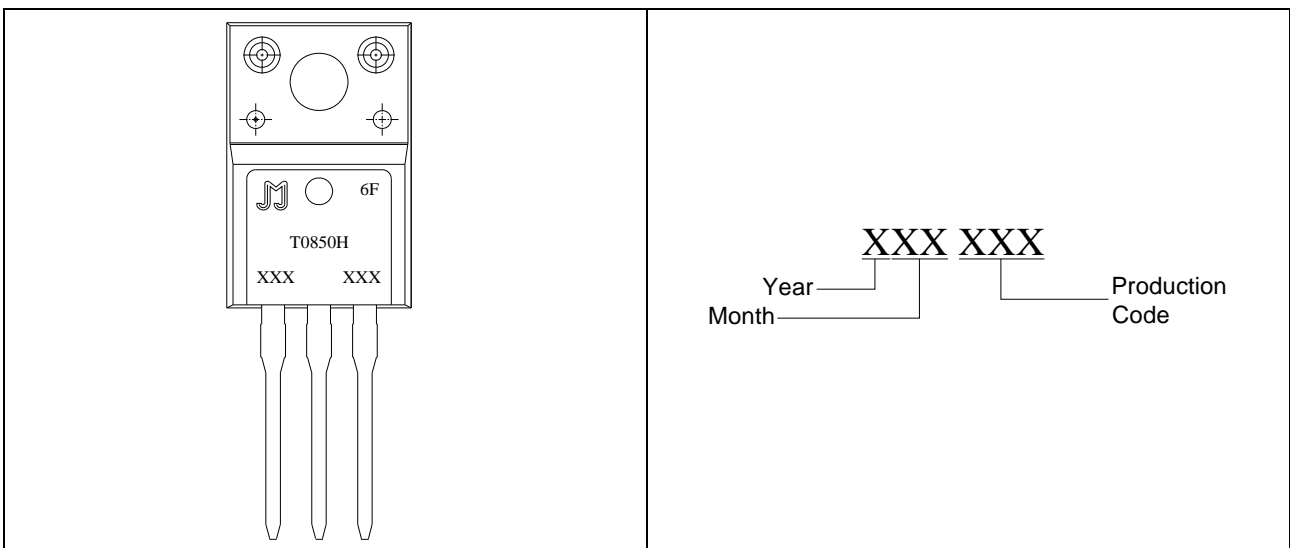 6F
T0850H
XXX XXX
XXX XXX
Year
Month
Production
Code